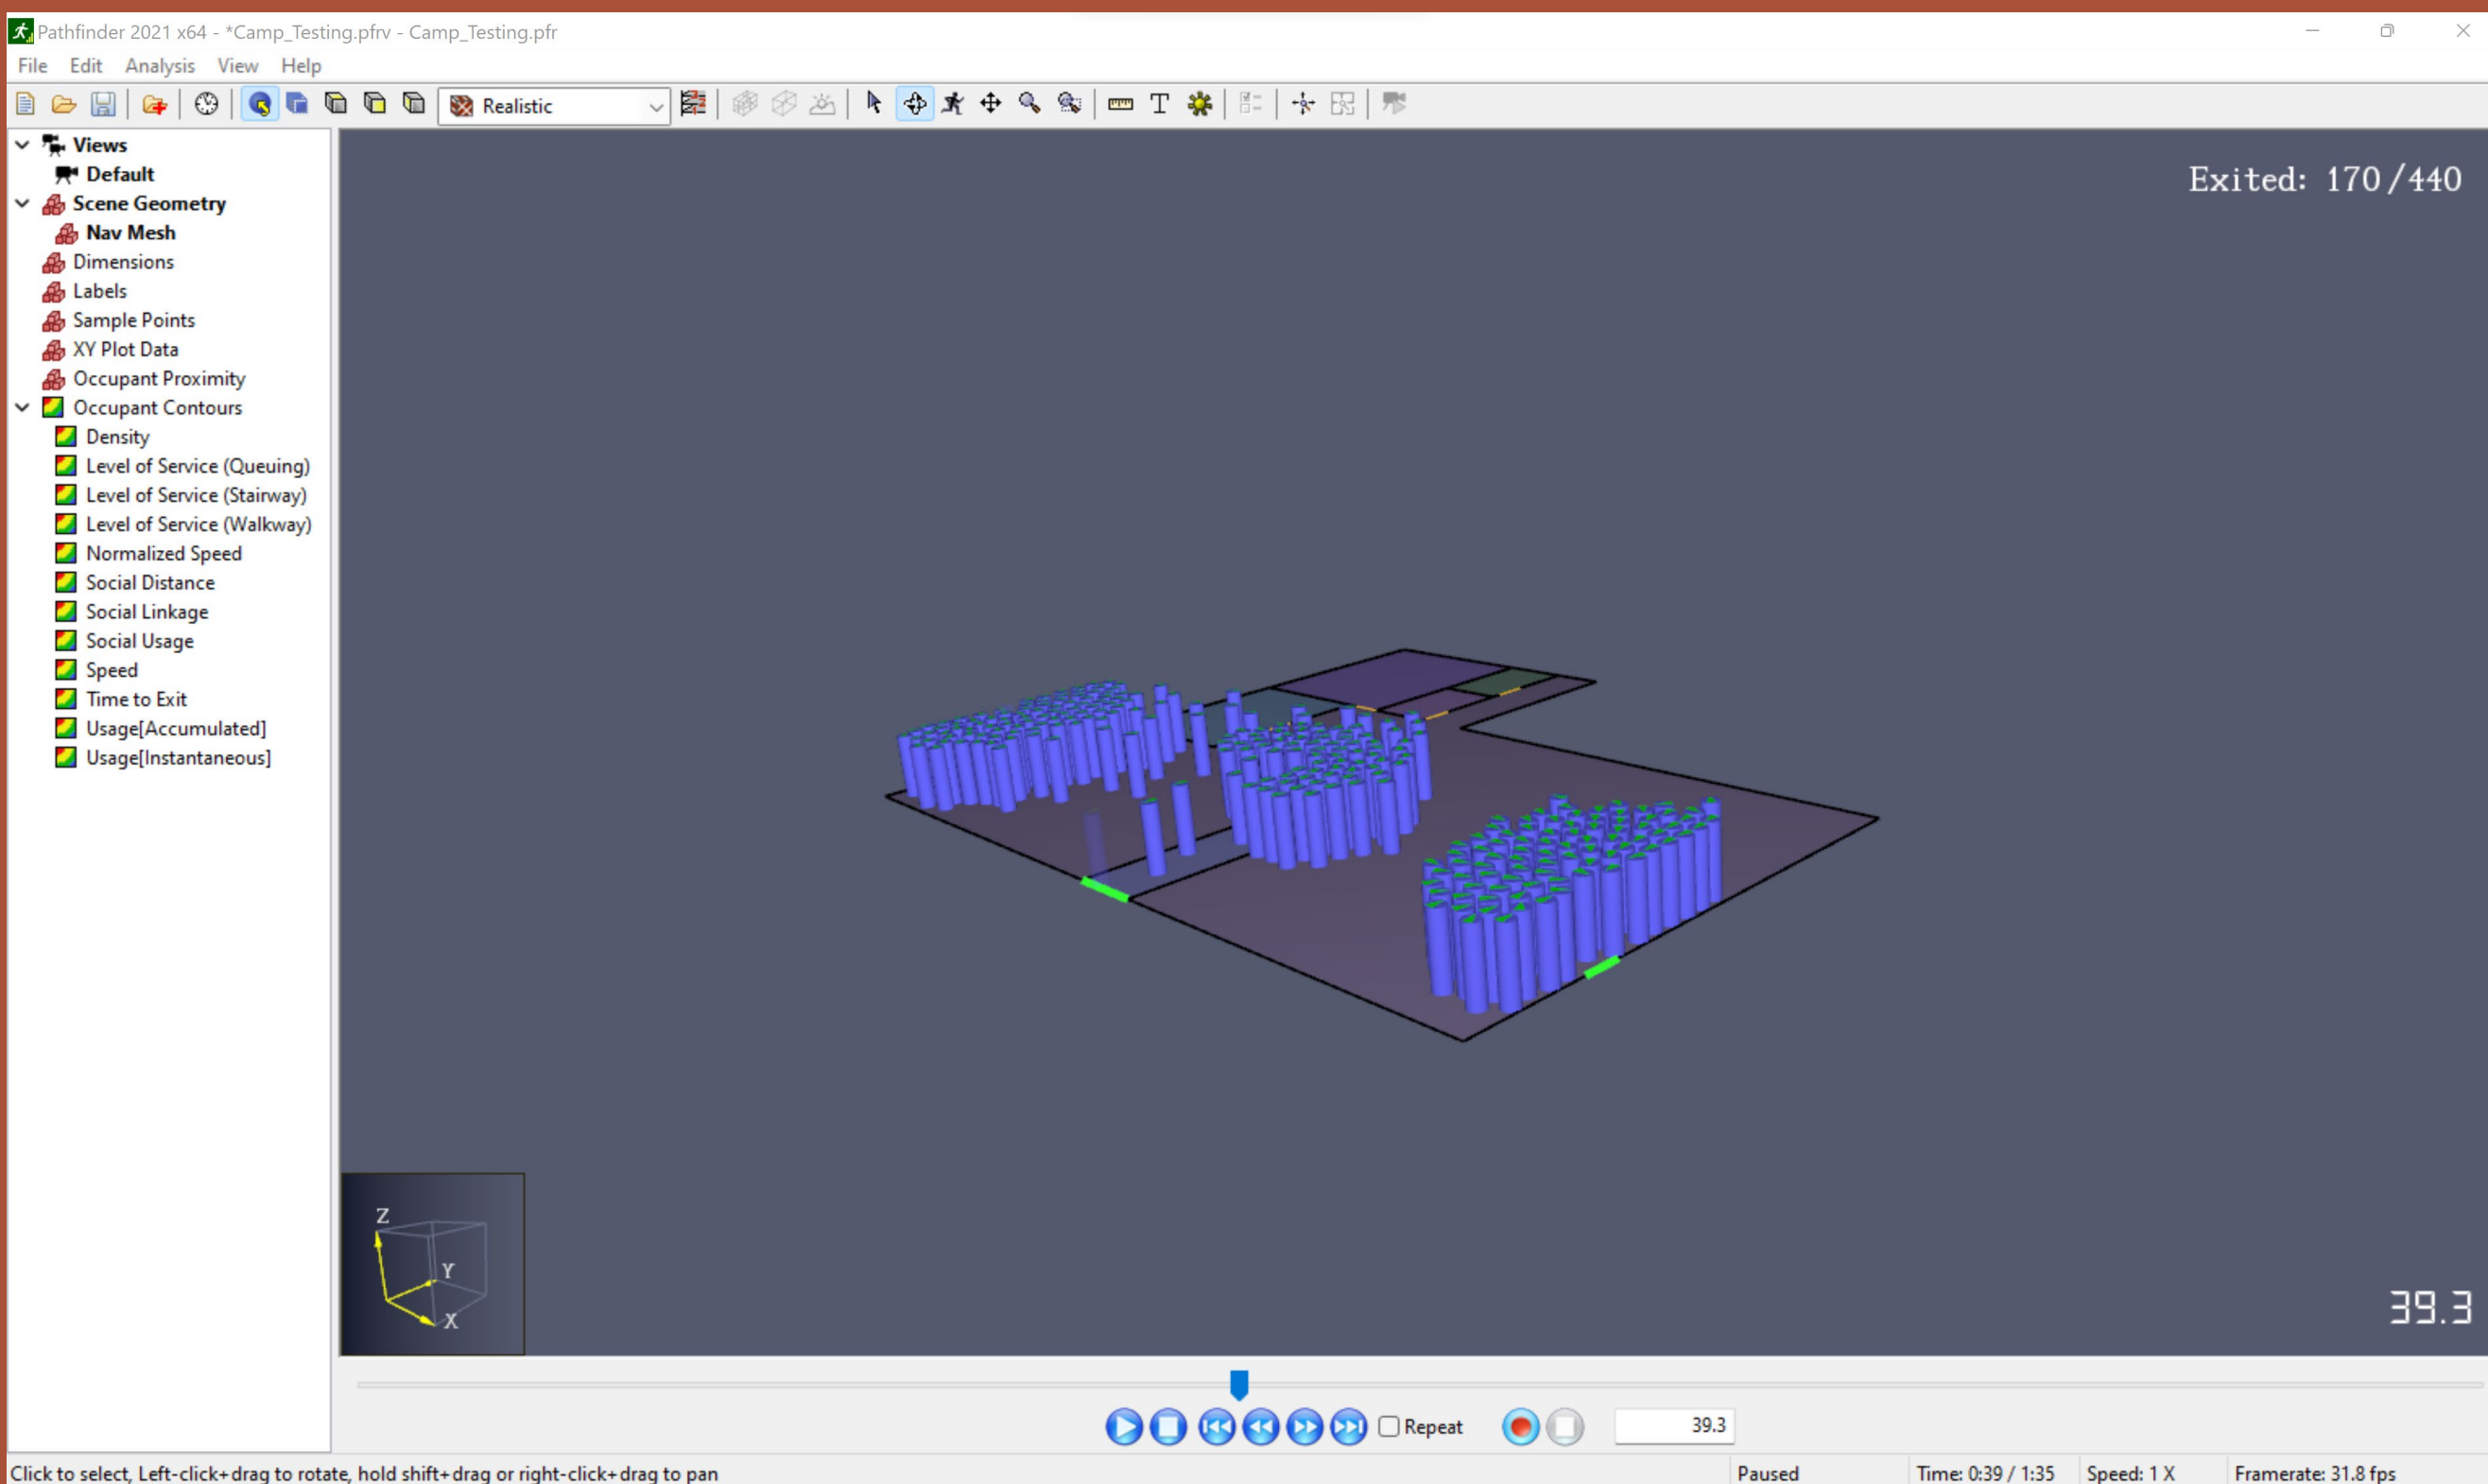 Pathfinder 2021 x64 - *Camp_Testing.pfrv - Camp_Testing.pfr
File Edit Analysis View Help
Realistic
Views
Default
Scene Geometry
Nav Mesh
Dimensions
Labels
Sample Points
XY Plot Data
Occupant Proximity
Occupant Contours
Density
Level of Service (Queuing)
Level of Service (Stairway)
Level of Service (Walkway)
Normalized Speed
Social Distance
Social Linkage
Social Usage
Speed
Time to Exit
Usage[Accumulated]
Usage[Instantaneous]
Exited: 170/440
Z
Y
X
39.3
Repeat 39.3
Click to select, Left-click+drag to rotate, hold shift+drag or right-click+drag to pan Paused Time: 0:39 / 1:35 Speed: 1 X Framerate: 31.8 fps